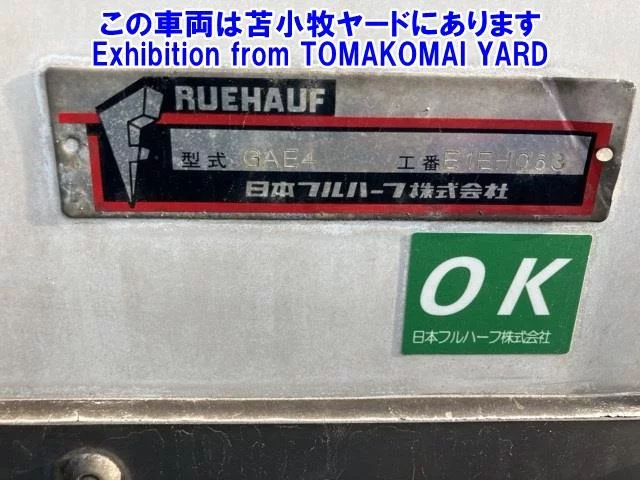 この車両は苫小牧ヤードにあります
Exhibition from TOMAKOMAI YARD
FRUEHAUF
型式 GAE4 工番
日本フルハーフ株式会社
OK
日本フルハーフ株式会社